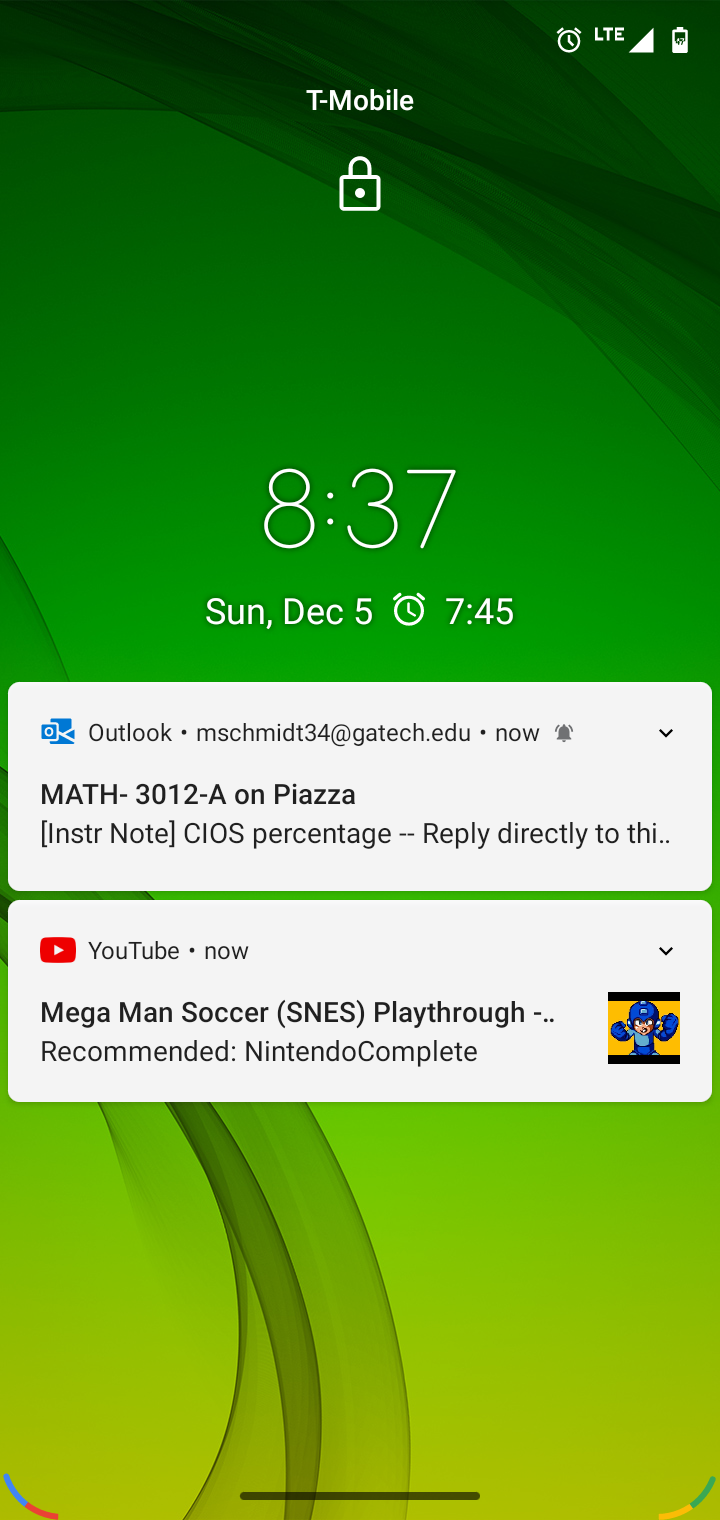 LTE
T-Mobile
8:37
Sun, Dec 5 7:45
Outlook • mschmidt34@gatech.edu • now
MATH- 3012-A on Piazza
[Instr Note] CIOS percentage -- Reply directly to thi..
YouTube • now
Mega Man Soccer (SNES) Playthrough -..
Recommended: NintendoComplete